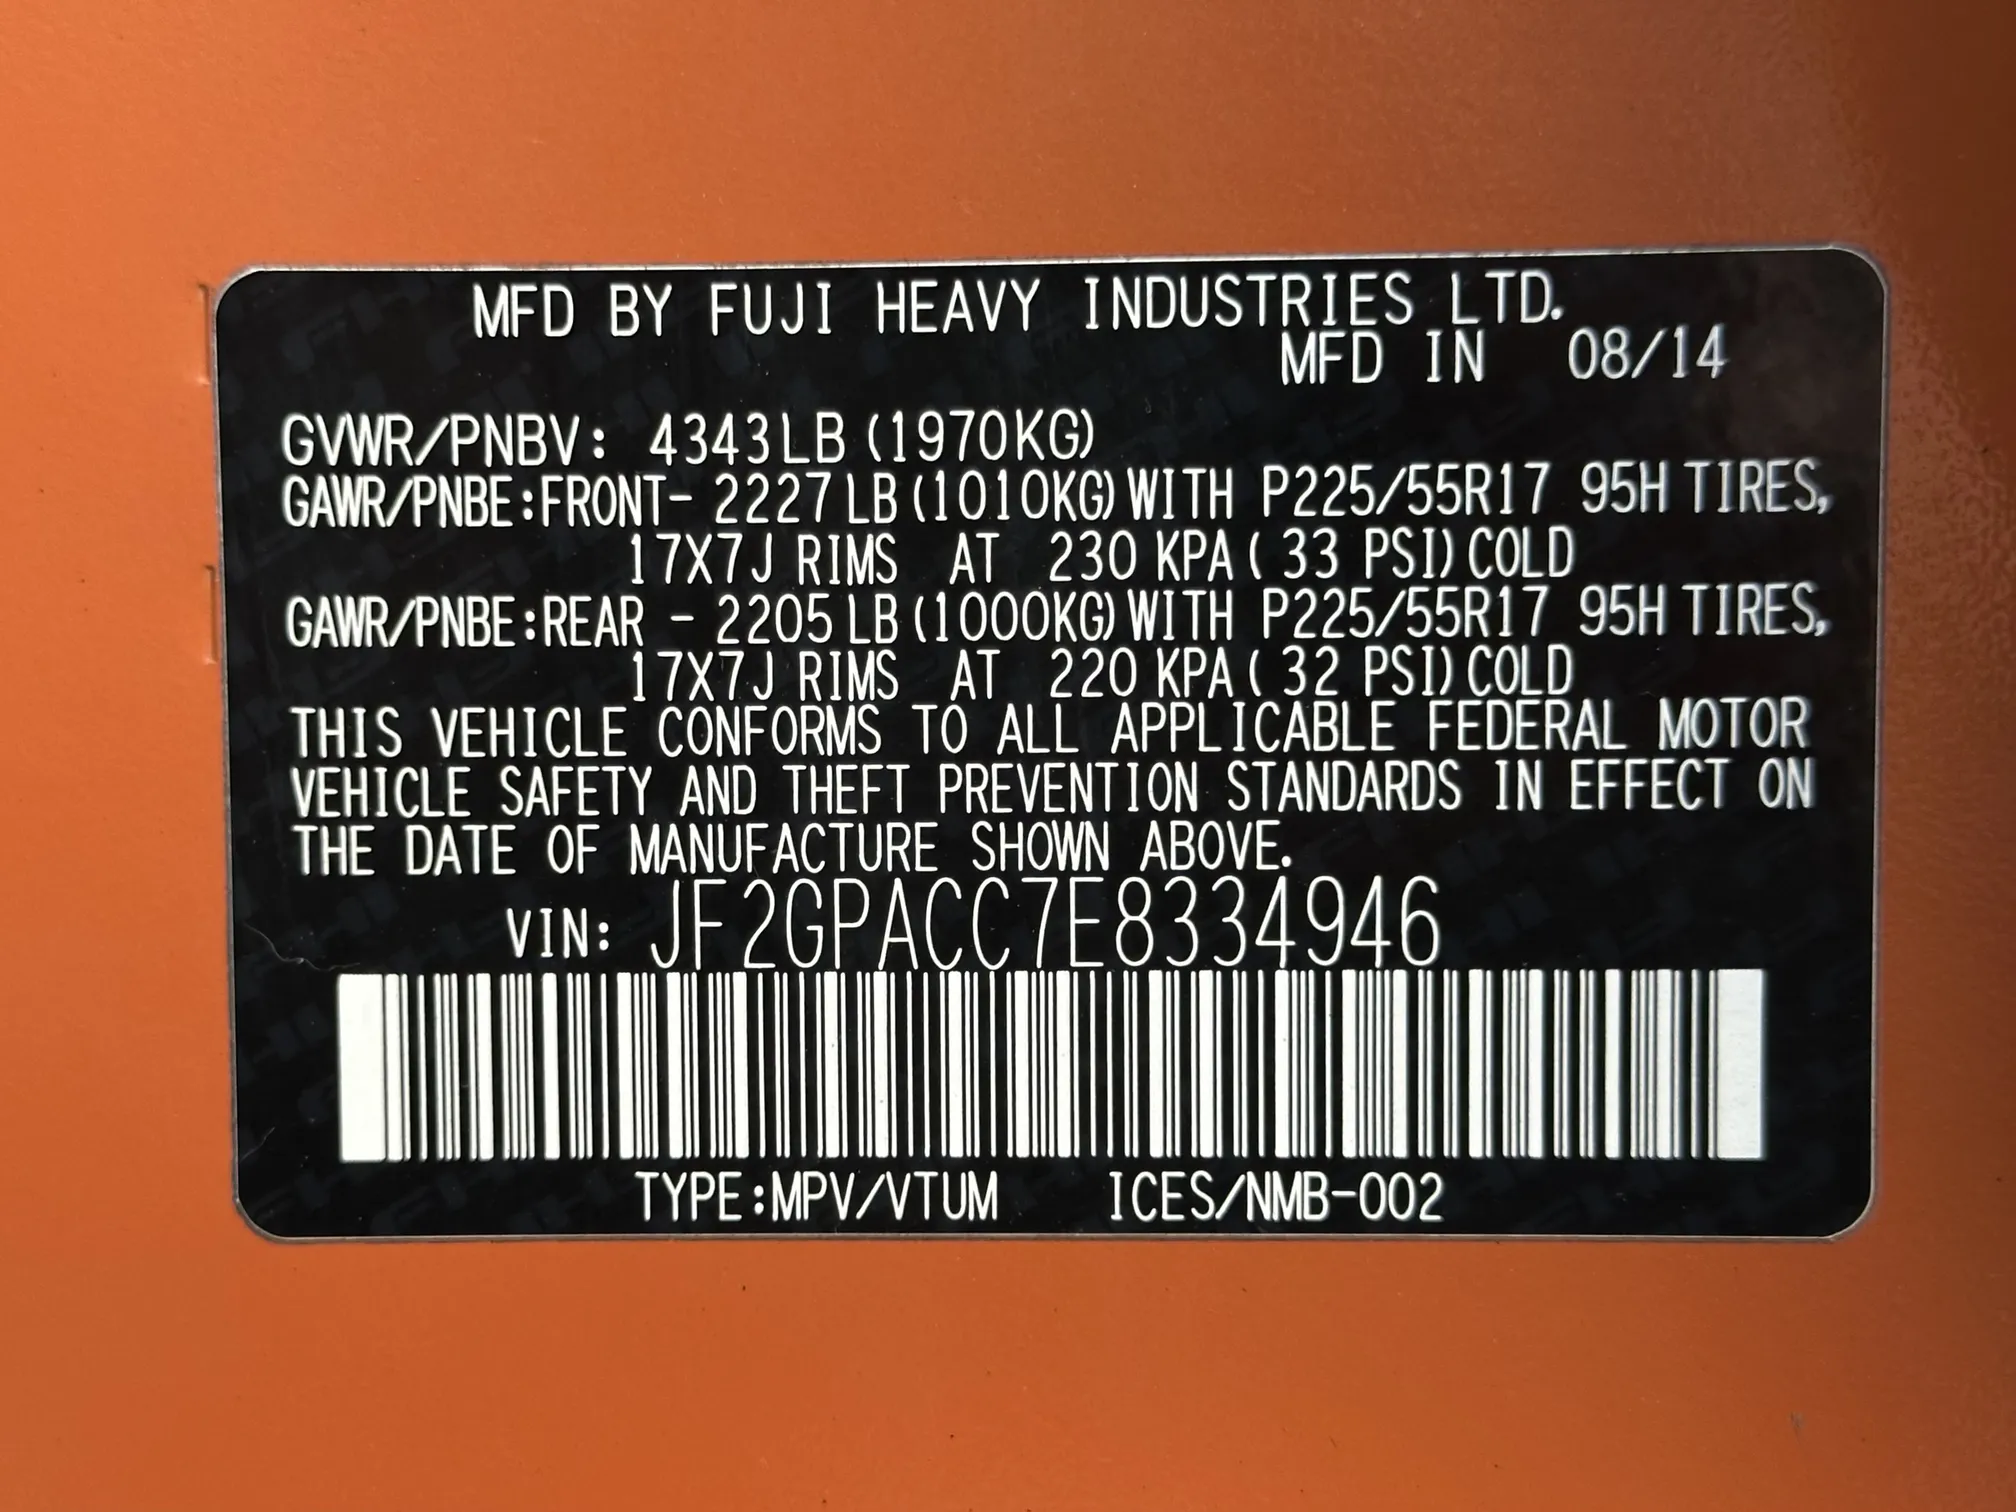 MFD BY FUJI HEAVY INDUSTRIES LTD.
MFD IN 08/14
GVWR/PNBV: 4343LB (1970KG)
GAWR/PNBE:FRONT- 2227LB (1010KG) WITH P225/55R17 95H TIRES,
17X7J RIMS AT 230 KPA ( 33 PSI) COLD
GAWR/PNBE:REAR - 2205LB (1000KG) WITH P225/55R17 95H TIRES,
17X7J RIMS AT 220 KPA ( 32 PSI) COLD
THIS VEHICLE CONFORMS TO ALL APPLICABLE FEDERAL MOTOR
VEHICLE SAFETY AND THEFT PREVENTION STANDARDS IN EFFECT ON
THE DATE OF MANUFACTURE SHOWN ABOVE.
VIN: JF2GPACC7E8334946
TYPE:MPV/VTUM ICES/NMB-002